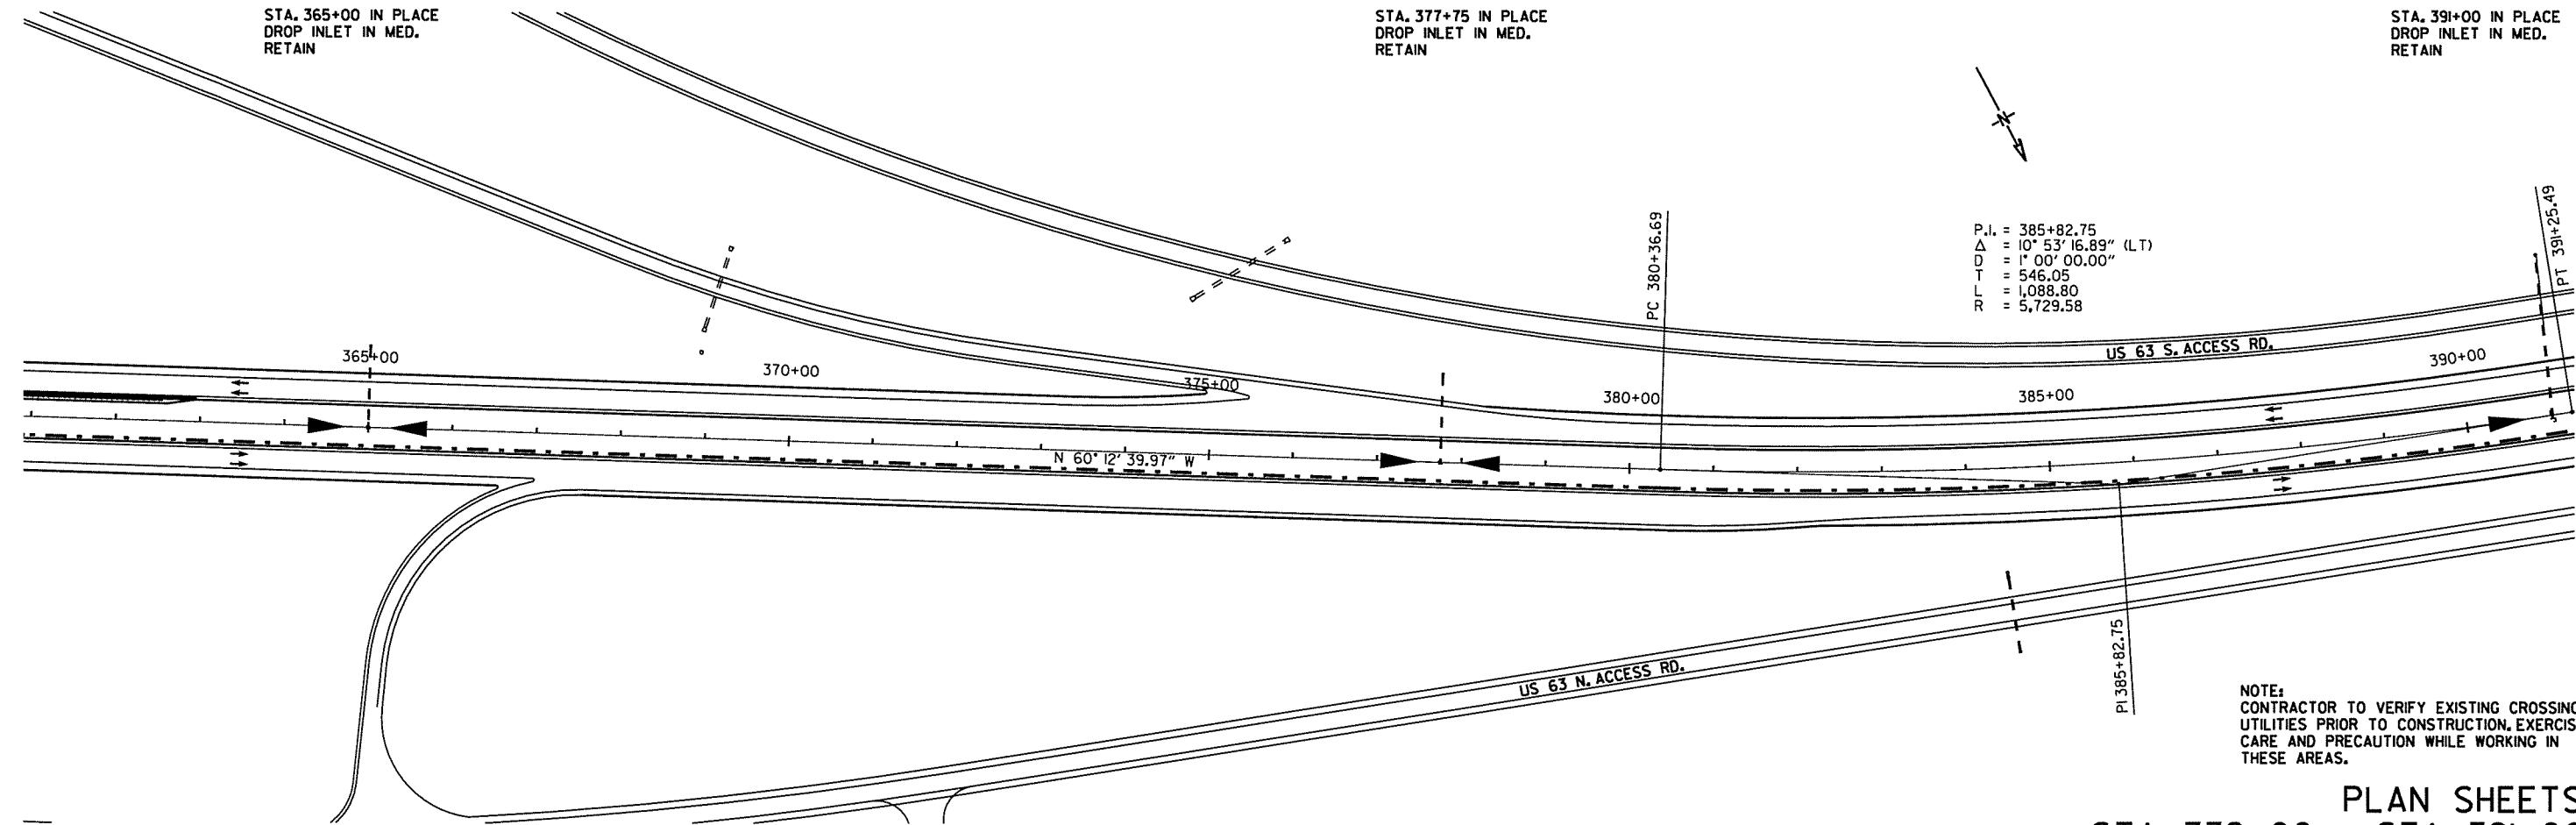 STA. 365+00 IN PLACE
DROP INLET IN MED.
RETAIN
STA. 377+75 IN PLACE
DROP INLET IN MED.
RETAIN
STA. 391+00 IN PLACE
DROP INLET IN MED.
RETAIN
N
P.I. = 385+82.75
Δ = 10° 53' 16.89" (LT)
D = 1° 00' 00.00"
T = 546.05
L = 1,088.80
R = 5,729.58
PC 380+36.69
PT 391+25.49
365+00
370+00
375+00
380+00
385+00
390+00
US 63 S. ACCESS RD.
N 60° 12' 39.97" W
US 63 N. ACCESS RD.
PI 385+82.75
NOTE:
CONTRACTOR TO VERIFY EXISTING CROSSING
UTILITIES PRIOR TO CONSTRUCTION. EXERCIS
CARE AND PRECAUTION WHILE WORKING IN
THESE AREAS.
PLAN SHEETS